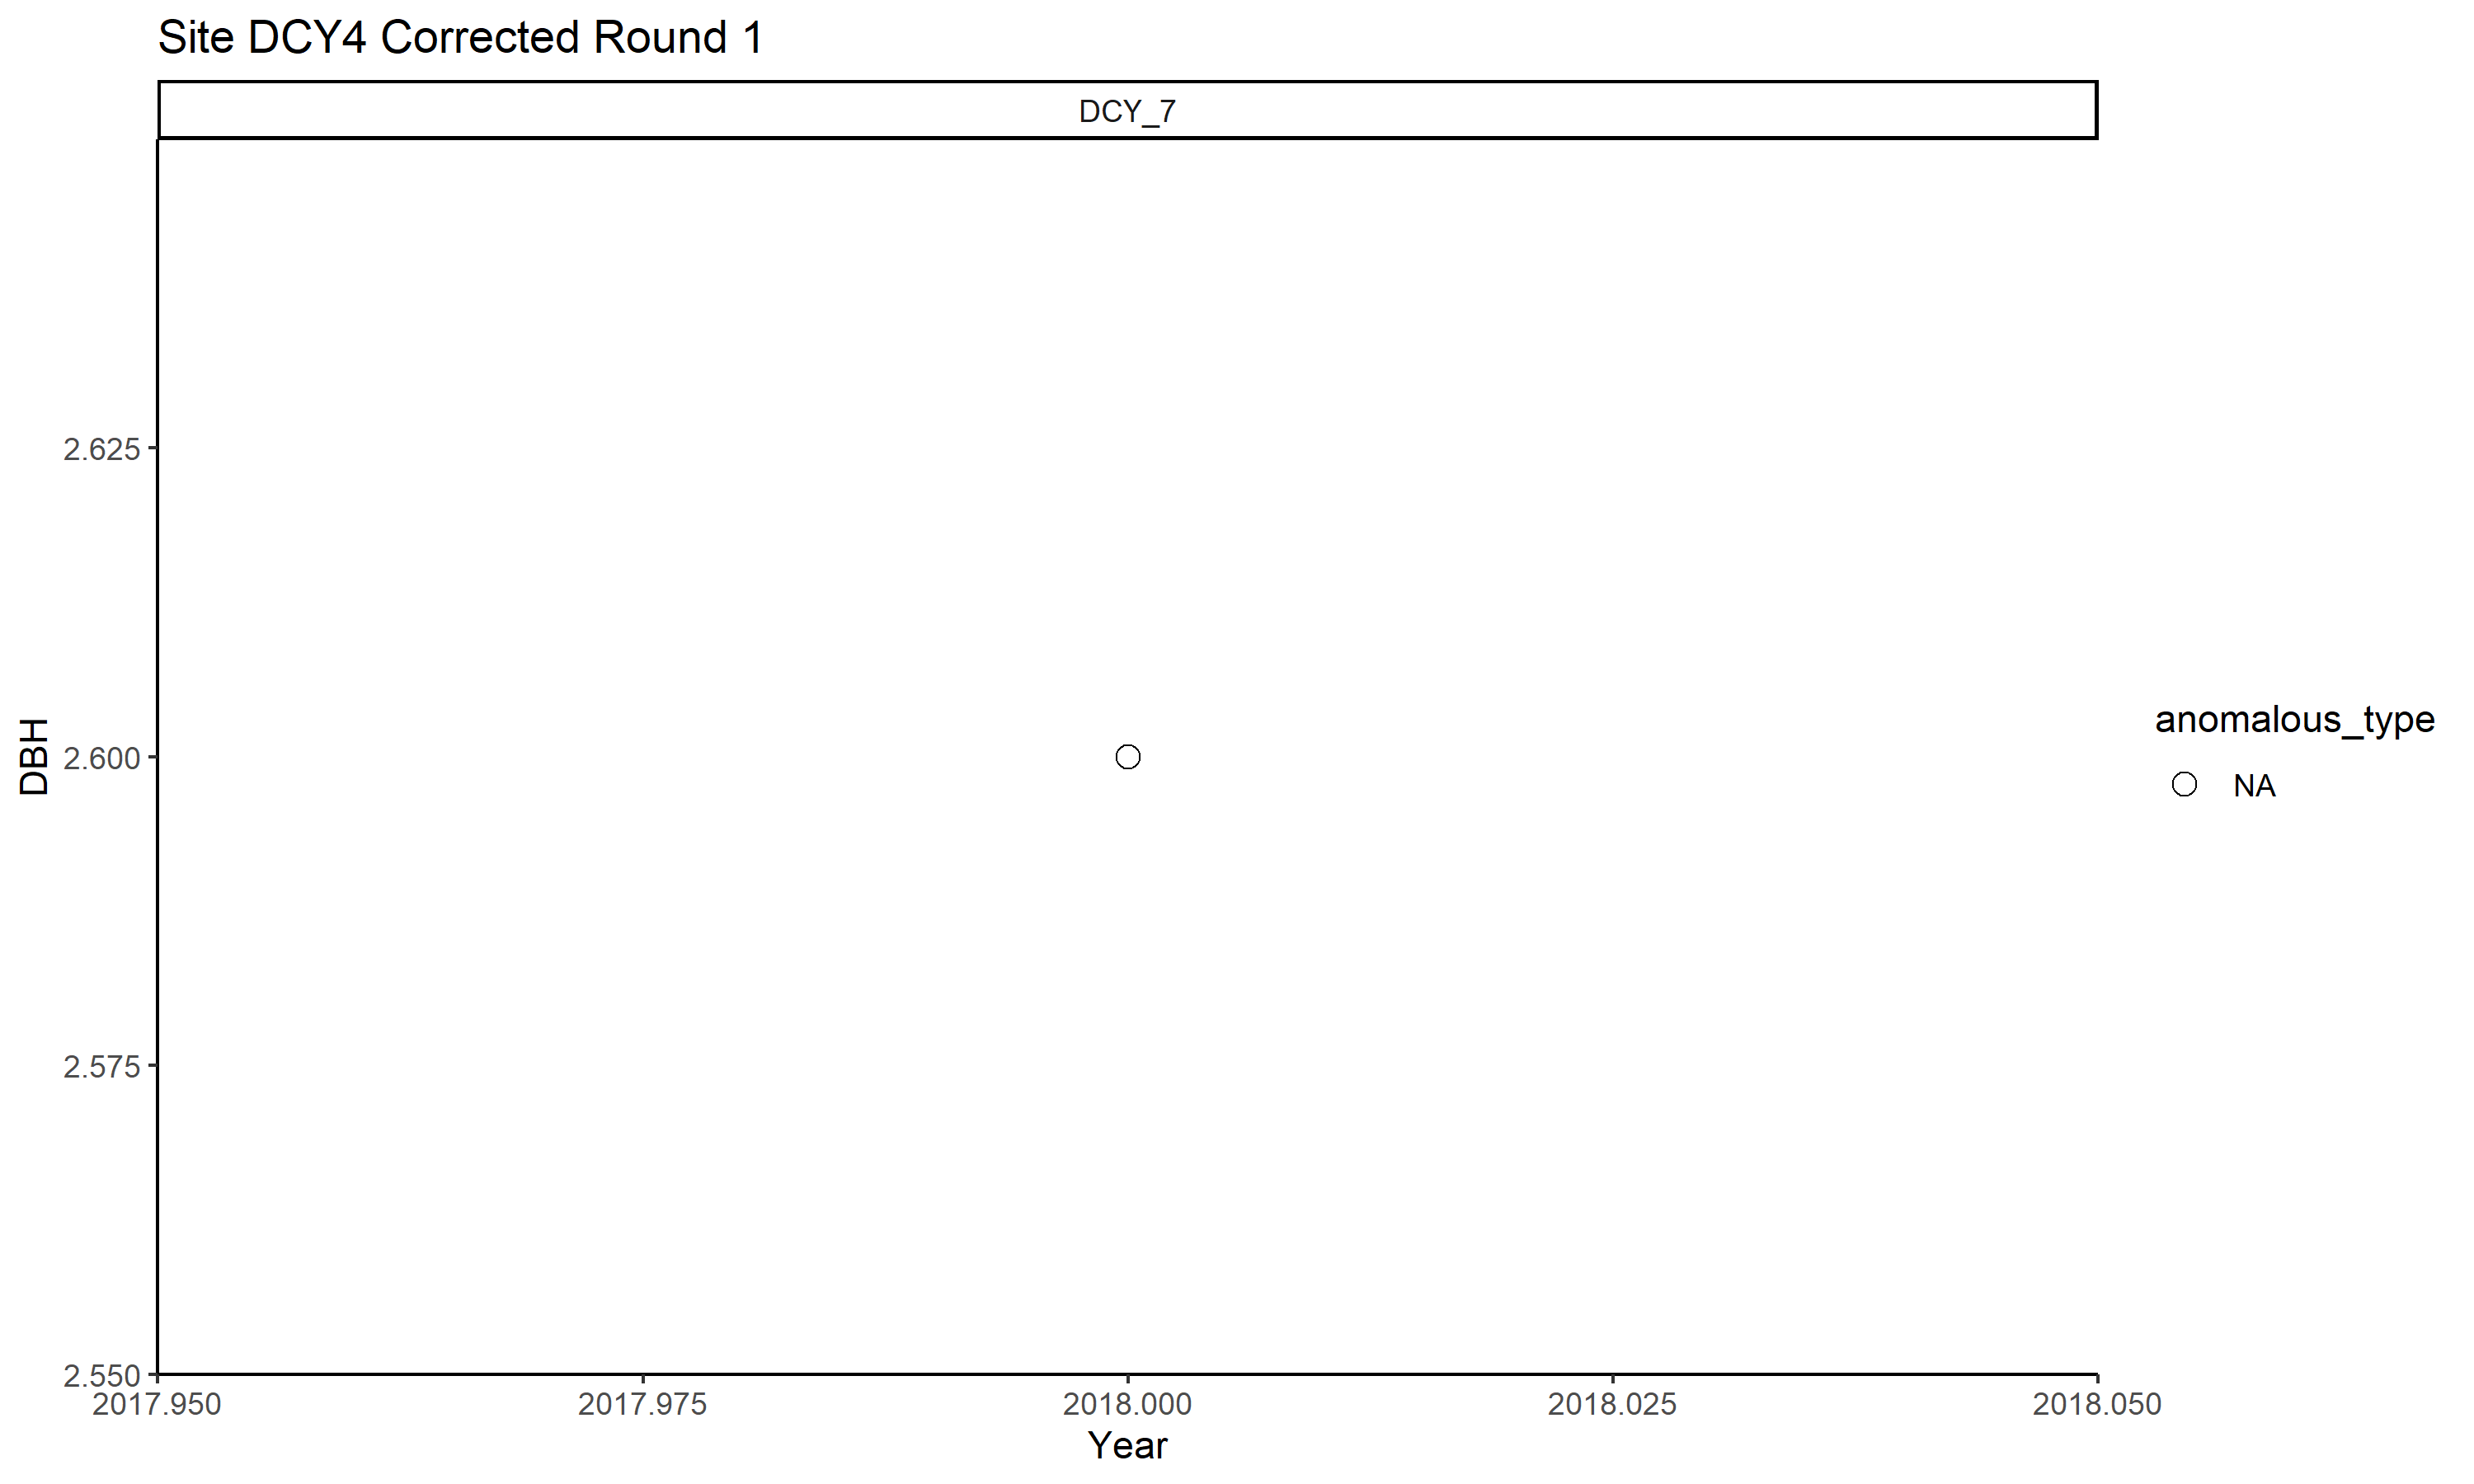 Site DCY4 Corrected Round 1
DCY_7
2.625
2.600
2.575
2.550
DBH
2017.950 2017.975 2018.000 2018.025 2018.050
Year
anomalous_type
NA